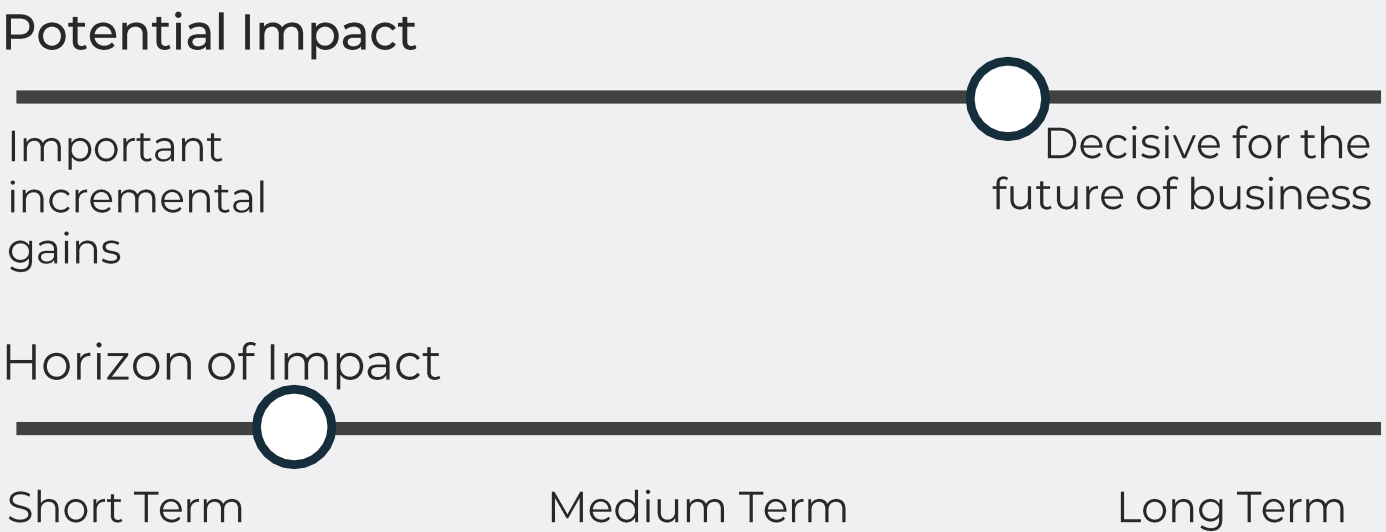 Potential Impact
Important
incremental
gains
Decisive for the
future of business
Horizon of Impact
Short Term
Medium Term
Long Term